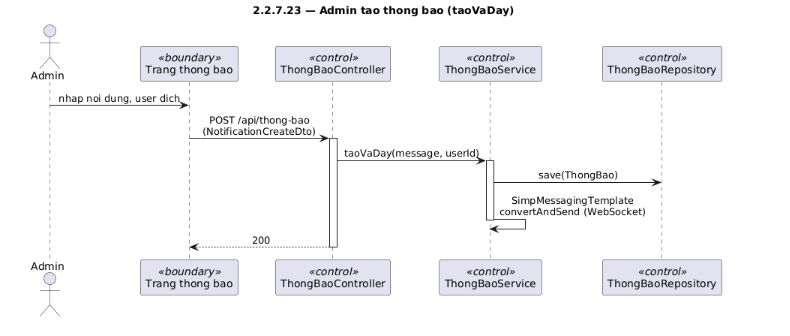 2.2.7.23 — Admin tao thong bao (taoVaDay)
Admin
«boundary»
Trang thong bao
«control»
ThongBaoController
«control»
ThongBaoService
«control»
ThongBaoRepository
nhap noi dung, user dich
POST /api/thong-bao
(NotificationCreateDto)
taoVaDay(message, userId)
save(ThongBao)
SimpMessagingTemplate
convertAndSend (WebSocket)
200
Admin
«boundary»
Trang thong bao
«control»
ThongBaoController
«control»
ThongBaoService
«control»
ThongBaoRepository